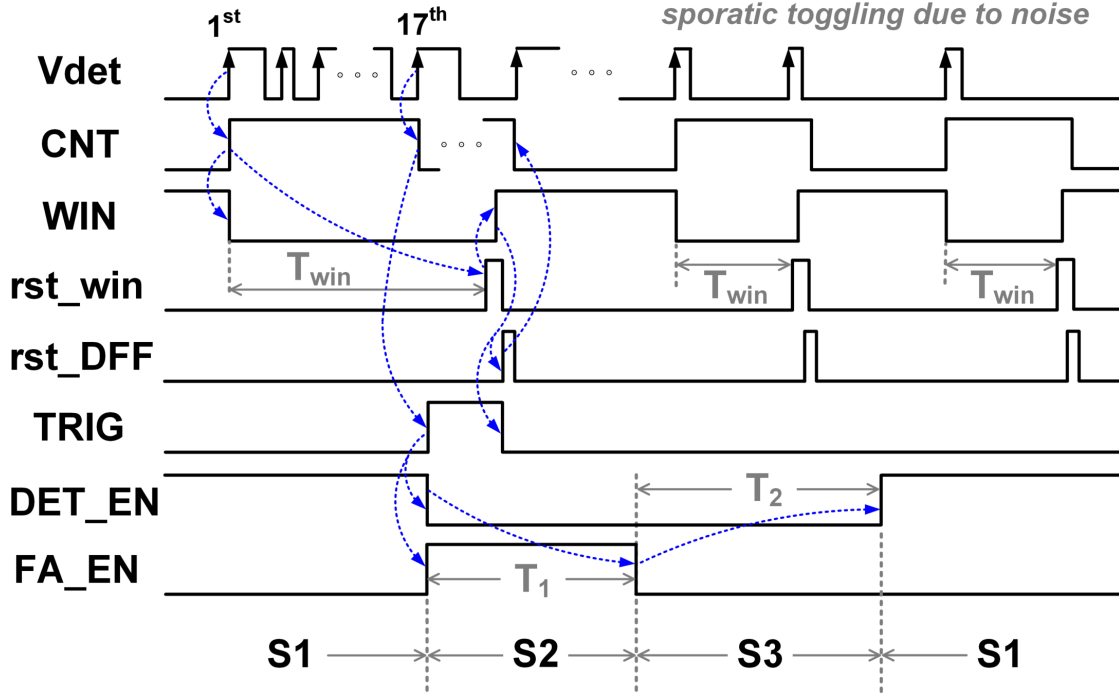 sporatic toggling due to noise
1st 17th
Vdet
CNT
WIN
Twin Twin Twin
rst_win
rst_DFF
TRIG
DET_EN T2
FA_EN T1
S1 S2 S3 S1